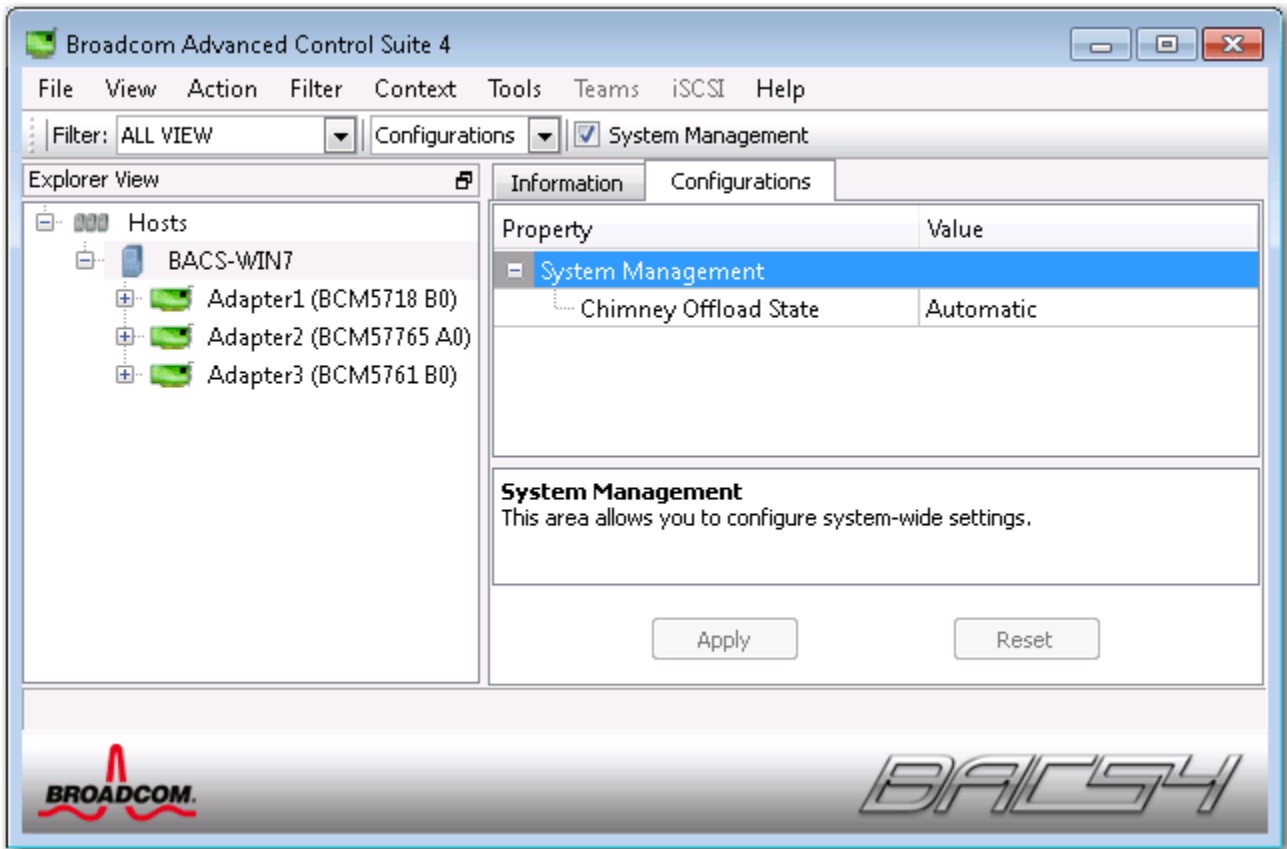 Broadcom Advanced Control Suite 4
File View Action Filter Context Tools Teams iSCSI Help
Filter: ALL VIEW Configurations System Management
Explorer View
Hosts
BACS-WIN7
Adapter1 (BCM5718 B0)
Adapter2 (BCM57765 A0)
Adapter3 (BCM5761 B0)
Information Configurations
Property Value
System Management
Chimney Offload State Automatic
System Management
This area allows you to configure system-wide settings.
Apply Reset
BROADCOM.
BACS4